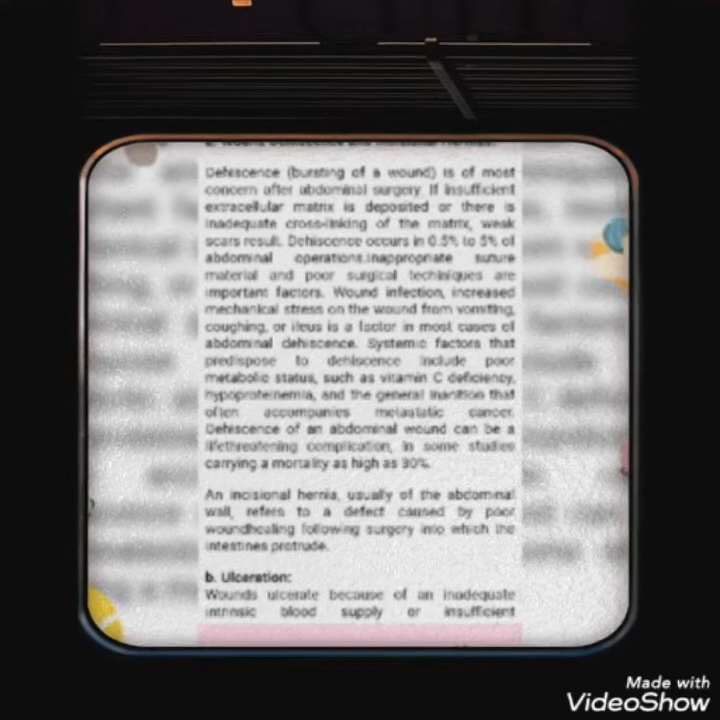 a. Wound Dehiscence and Incisional Hernias:
Dehiscence (bursting of a wound) is of most
concern after abdominal surgery. If insufficient
extracellular matrix is deposited or there is
inadequate cross-linking of the matrix, weak
scars result. Dehiscence occurs in 0.5% to 5% of
abdominal operations.Inappropriate suture
material and poor surgical techniques are
important factors. Wound infection, increased
mechanical stress on the wound from vomiting,
coughing, or ileus is a factor in most cases of
abdominal dehiscence. Systemic factors that
predispose to dehiscence include poor
metabolic status, such as vitamin C deficiency,
hypoproteinemia, and the general inanition that
often accompanies metastatic cancer.
Dehiscence of an abdominal wound can be a
lifethreatening complication, in some studies
carrying a mortality as high as 30%.
An incisional hernia, usually of the abdominal
wall, refers to a defect caused by poor
woundhealing following surgery into which the
intestines protrude.
b. Ulceration:
Wounds ulcerate because of an inadequate
intrinsic blood supply or insufficient
Made with
VideoShow